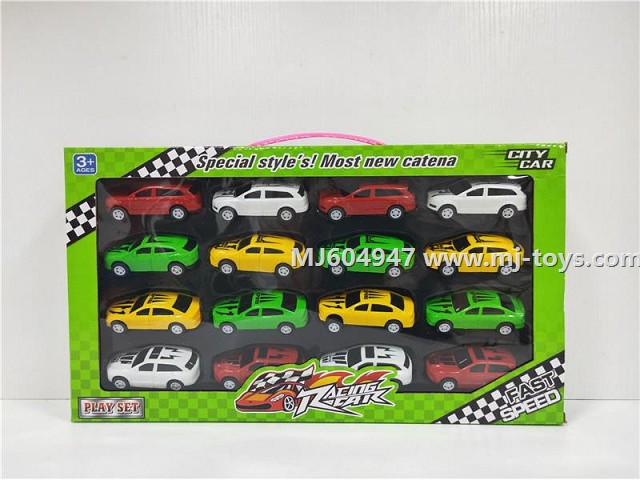 3+
AGES
Special style's! Most new catena
CITY
CAR
MJ604947 www.mj-toys.com
PLAY SET
RACING
CAR
FAST
SPEED